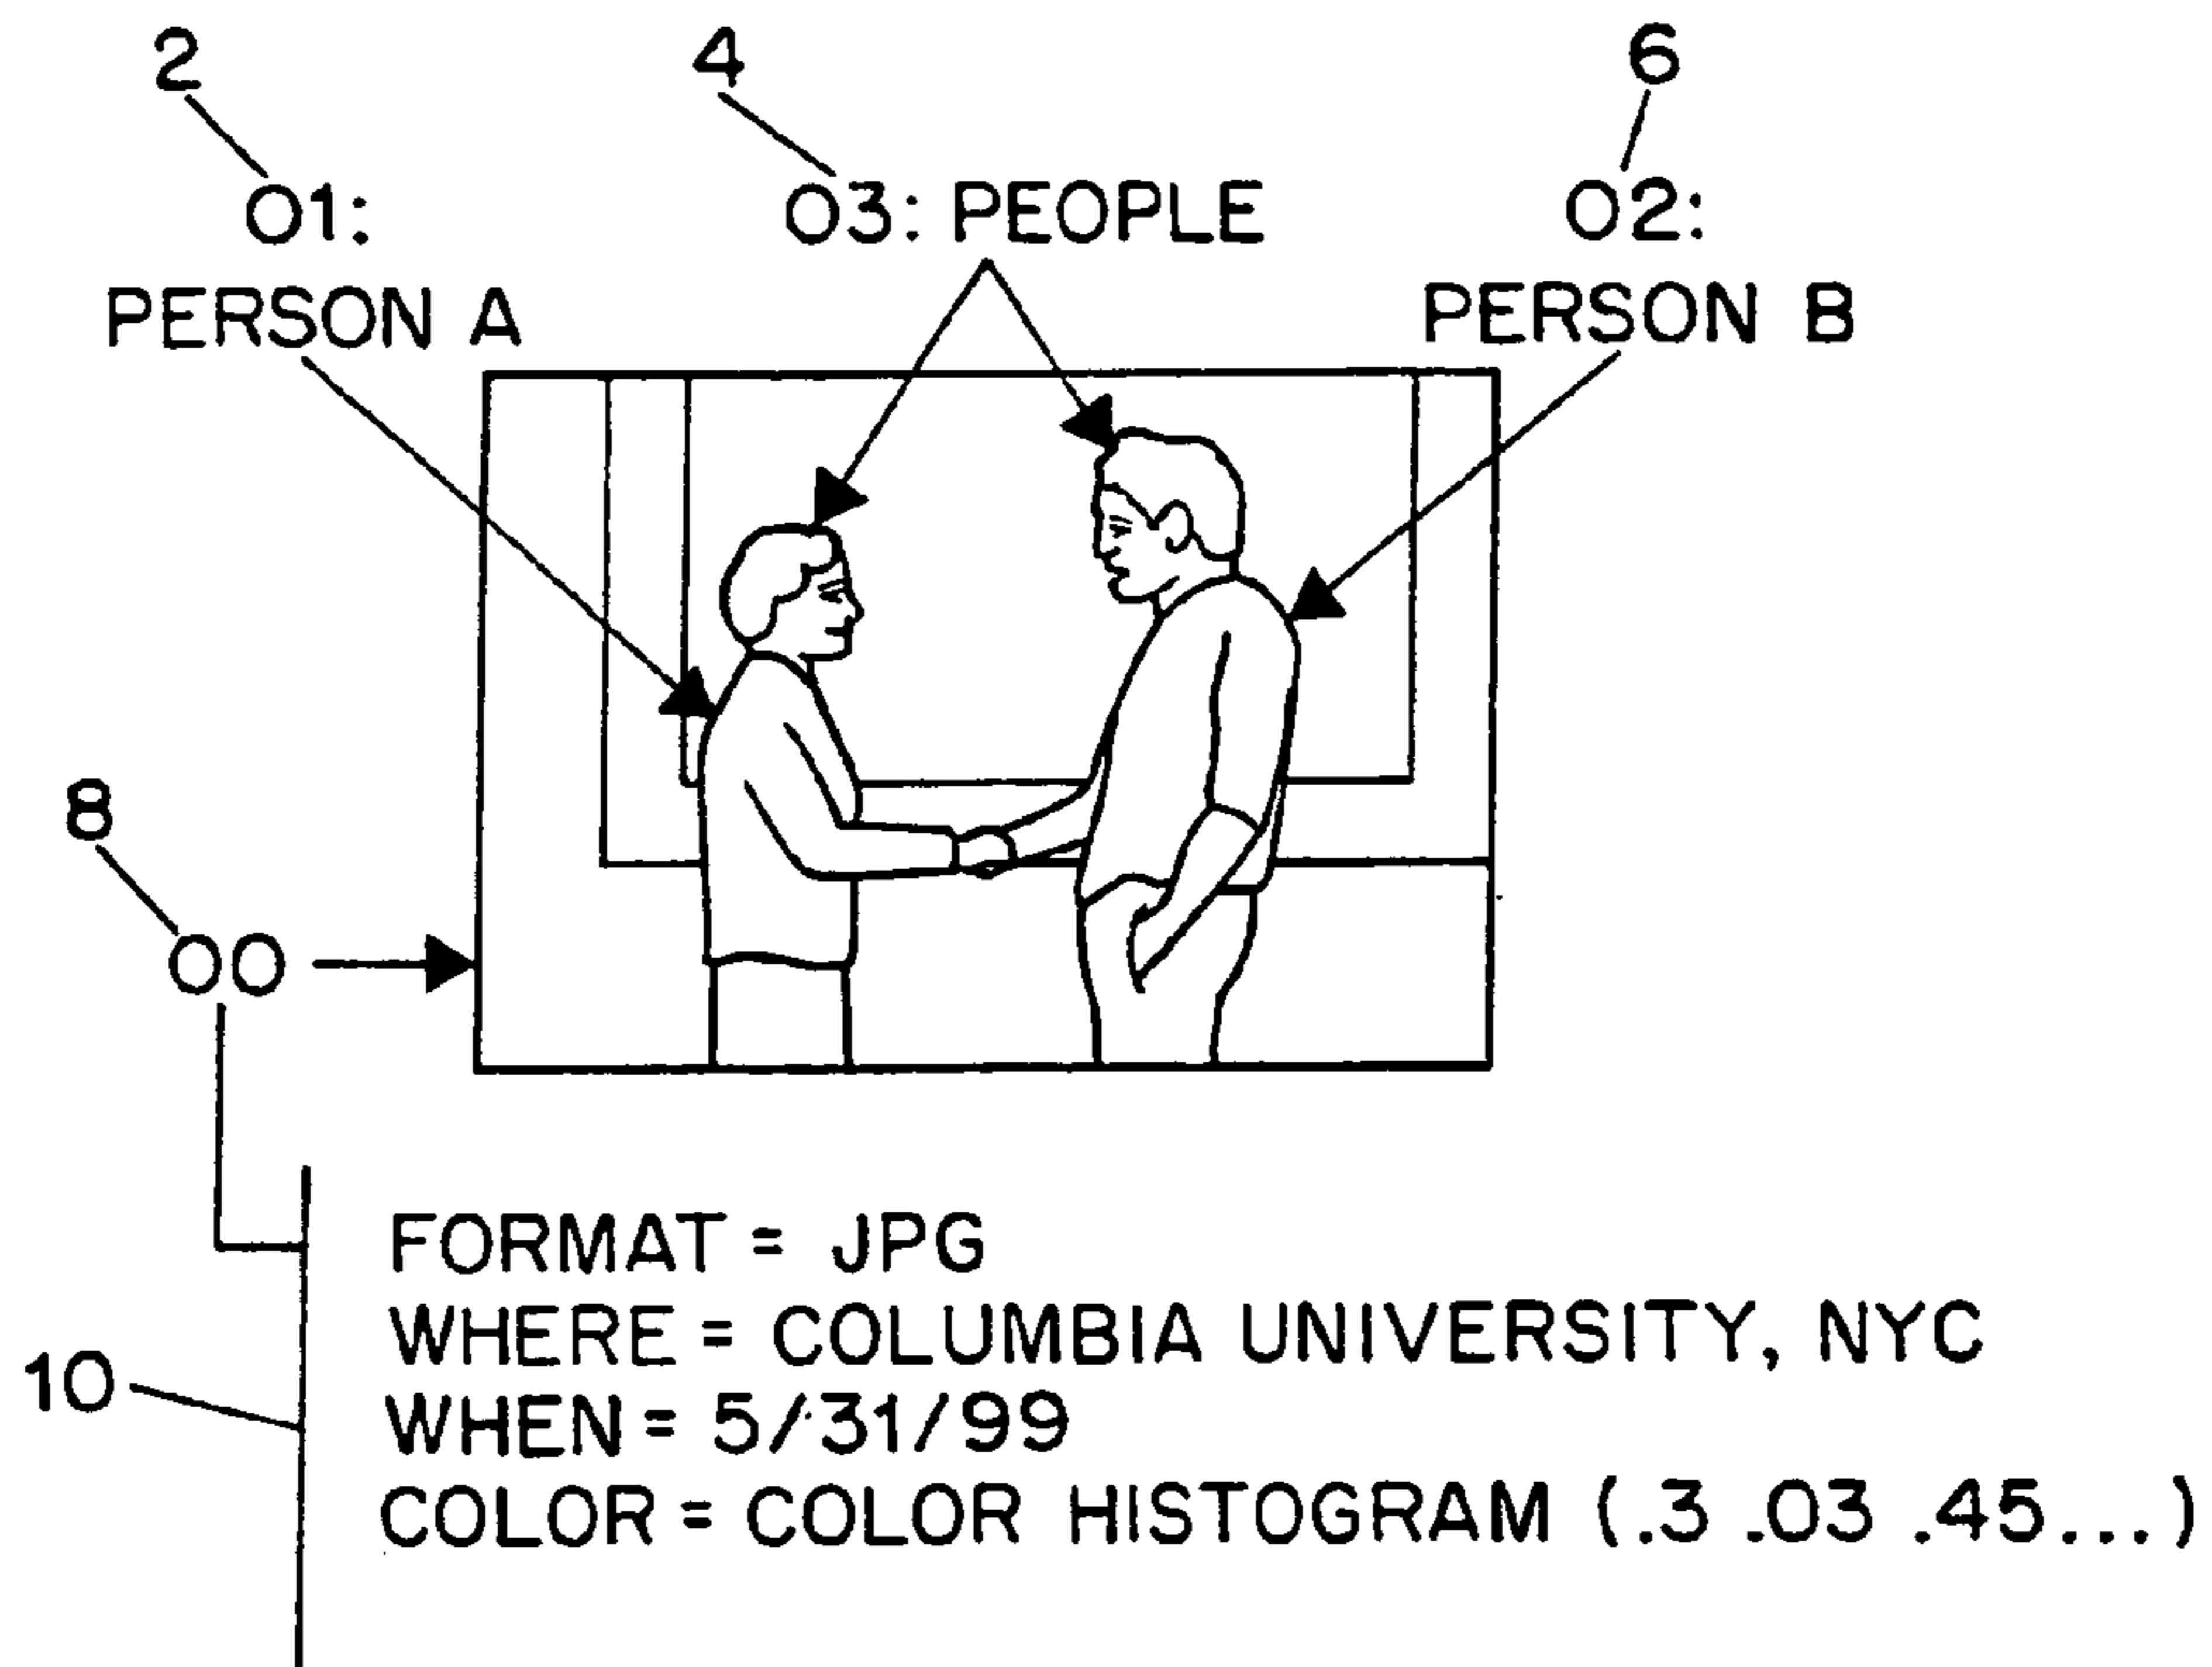 2 4 6
O1: O3: PEOPLE O2:
PERSON A PERSON B
8
O0
FORMAT = JPG
WHERE = COLUMBIA UNIVERSITY, NYC
10
WHEN = 5/31/99
COLOR = COLOR HISTOGRAM (.3 .03 .45...)